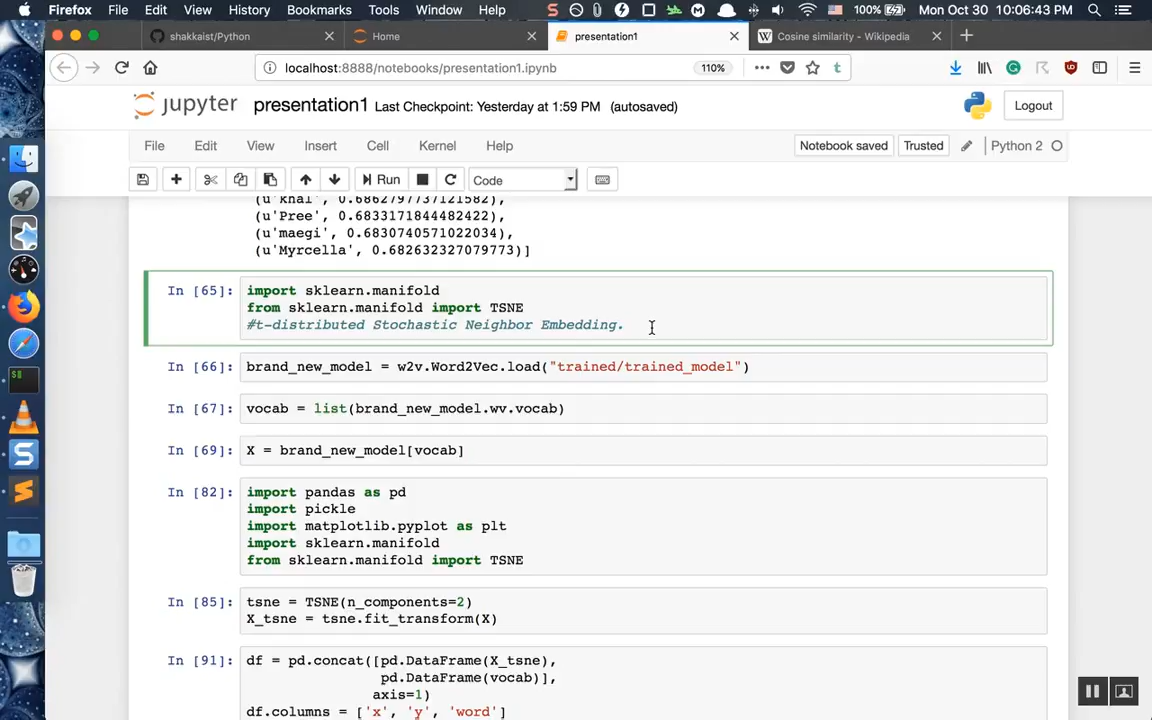 Firefox File Edit View History Bookmarks Tools Window Help 100% Mon Oct 30 10:06:43 PM
shakkaist/Python Home presentation1 Cosine similarity - Wikipedia
localhost:8888/notebooks/presentation1.ipynb 110% t
jupyter presentation1 Last Checkpoint: Yesterday at 1:59 PM (autosaved) Logout
File Edit View Insert Cell Kernel Help Notebook saved Trusted Python 2
Run Code
(u'khal', 0.6862797737121582),
(u'Pree', 0.6833171844482422),
(u'maegi', 0.6830740571022034),
(u'Myrcella', 0.682632327079773)]
In [65]: import sklearn.manifold
from sklearn.manifold import TSNE
#t-distributed Stochastic Neighbor Embedding.
In [66]: brand_new_model = w2v.Word2Vec.load("trained/trained_model")
In [67]: vocab = list(brand_new_model.wv.vocab)
In [69]: X = brand_new_model[vocab]
In [82]: import pandas as pd
import pickle
import matplotlib.pyplot as plt
import sklearn.manifold
from sklearn.manifold import TSNE
In [85]: tsne = TSNE(n_components=2)
X_tsne = tsne.fit_transform(X)
In [91]: df = pd.concat([pd.DataFrame(X_tsne),
pd.DataFrame(vocab)],
axis=1)
df.columns = ['x', 'y', 'word']